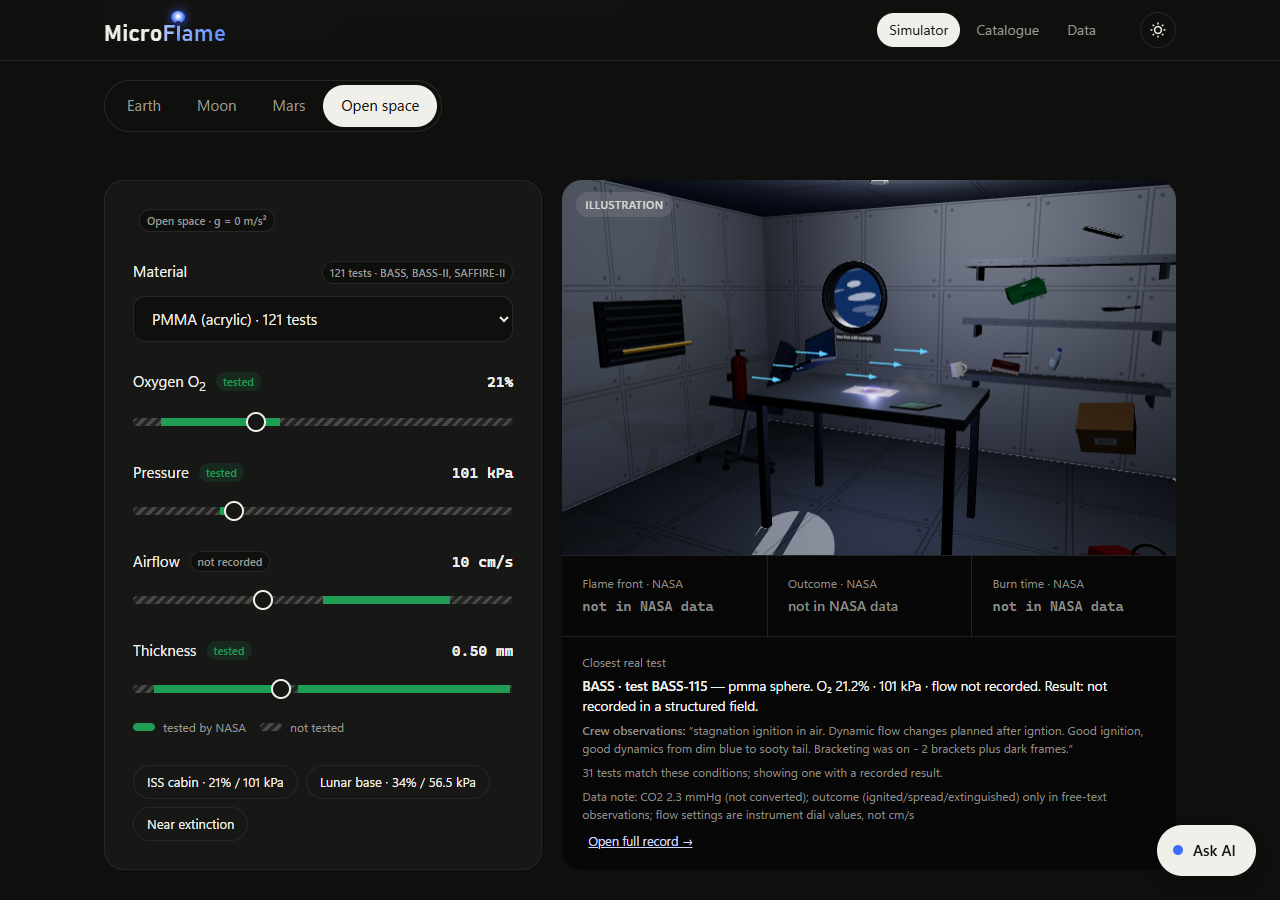 MicroFlame
Simulator
Catalogue
Data
Earth
Moon
Mars
Open space
Open space · g = 0 m/s²
Material
121 tests · BASS, BASS-II, SAFFIRE-II
PMMA (acrylic) · 121 tests
Oxygen O₂ tested 21%
Pressure tested 101 kPa
Airflow not recorded 10 cm/s
Thickness tested 0.50 mm
tested by NASA not tested
ISS cabin · 21% / 101 kPa
Lunar base · 34% / 56.5 kPa
Near extinction
ILLUSTRATION
Flame front · NASA
not in NASA data
Outcome · NASA
not in NASA data
Burn time · NASA
not in NASA data
Closest real test
BASS · test BASS-115 — pmma sphere. O₂ 21.2% · 101 kPa · flow not recorded. Result: not
recorded in a structured field.
Crew observations: “stagnation ignition in air. Dynamic flow changes planned after igntion. Good ignition,
good dynamics from dim blue to sooty tail. Bracketing was on - 2 brackets plus dark frames.”
31 tests match these conditions; showing one with a recorded result.
Data note: CO2 2.3 mmHg (not converted); outcome (ignited/spread/extinguished) only in free-text
observations; flow settings are instrument dial values, not cm/s
Open full record →
Ask AI